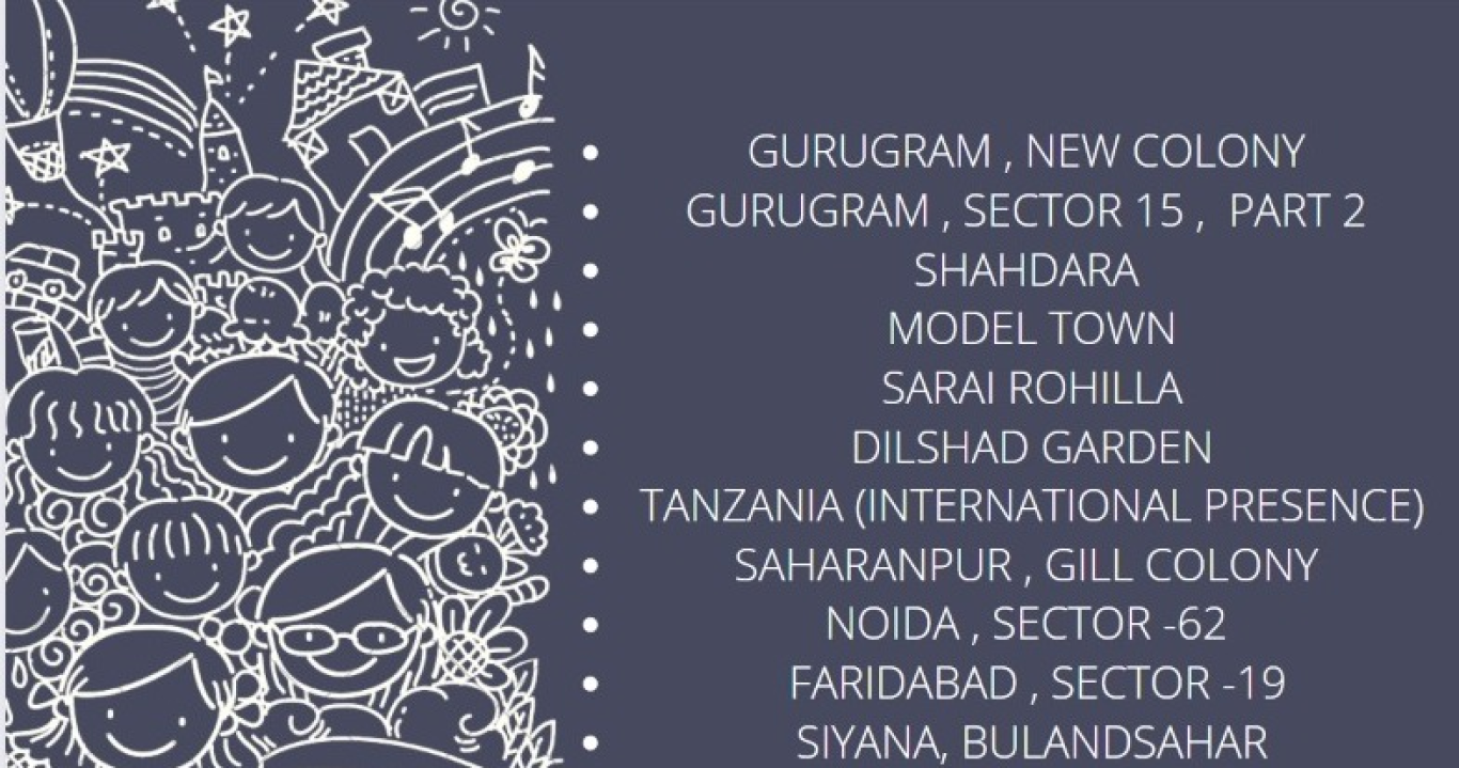 GURUGRAM , NEW COLONY
GURUGRAM , SECTOR 15 , PART 2
SHAHDARA
MODEL TOWN
SARAI ROHILLA
DILSHAD GARDEN
TANZANIA (INTERNATIONAL PRESENCE)
SAHARANPUR , GILL COLONY
NOIDA , SECTOR -62
FARIDABAD , SECTOR -19
SIYANA, BULANDSAHAR